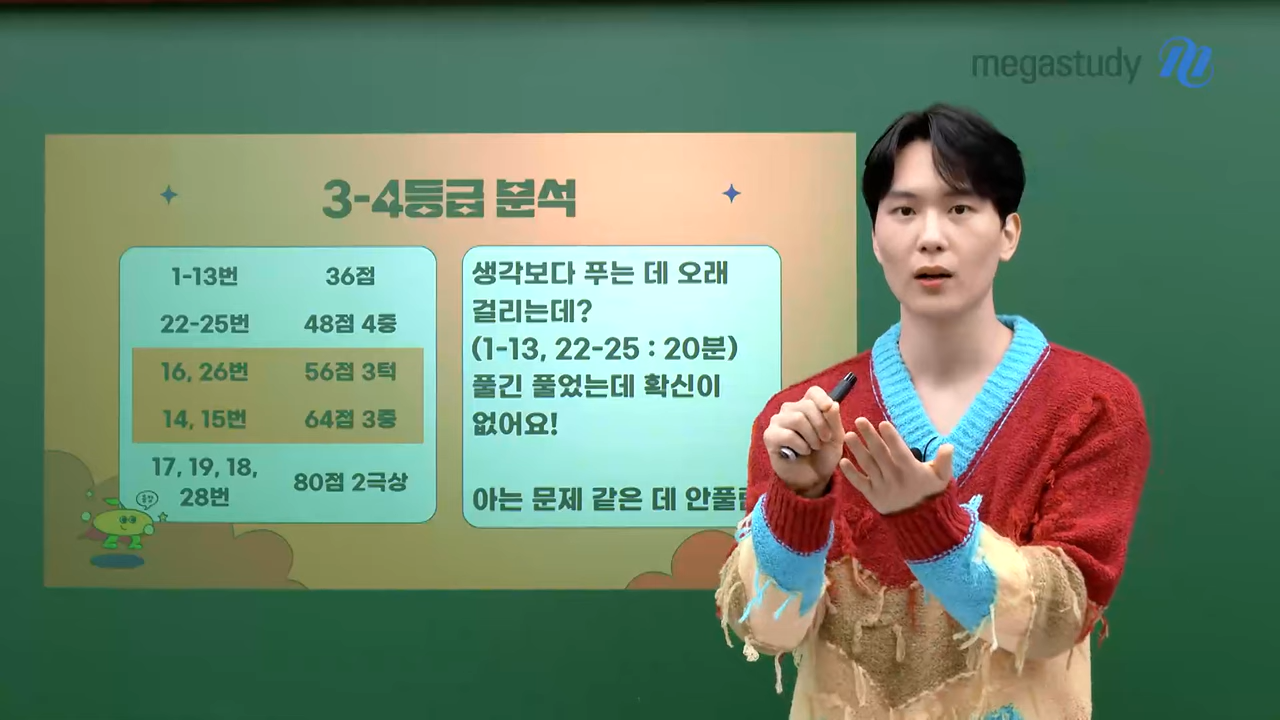 megastudy
3-4등급 분석
1-13번 36점
22-25번 48점 4중
16, 26번 56점 3턱
14, 15번 64점 3중
17, 19, 18,
28번 80점 2극상
생각보다 푸는 데 오래
걸리는데?
(1-13, 22-25 : 20분)
풀긴 풀었는데 확신이
없어요!
아는 문제 같은 데